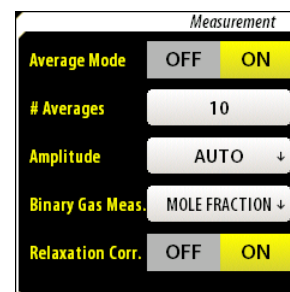 Measurement
Average Mode OFF ON
# Averages 10
Amplitude AUTO ↓
Binary Gas Meas. MOLE FRACTION ↓
Relaxation Corr. OFF ON